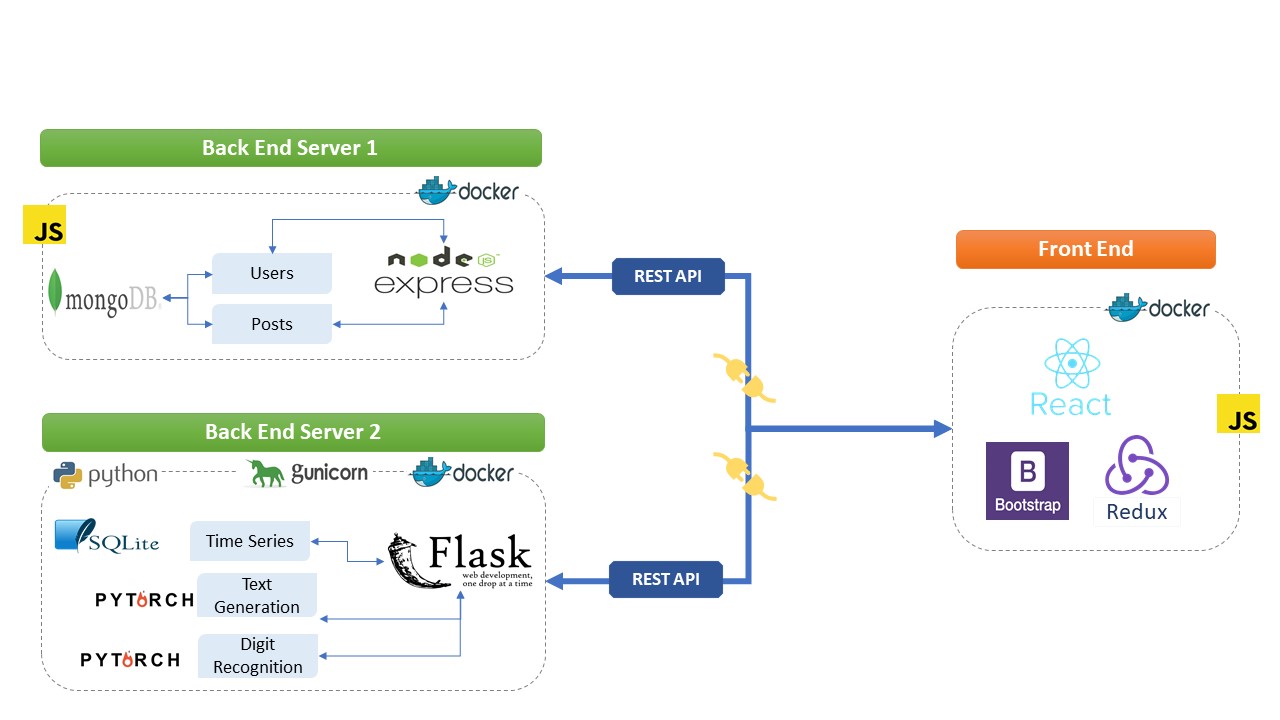 Back End Server 1
docker
JS
node JS
express
Users
mongoDB.
Posts
REST API
Front End
docker
React
JS
B
Bootstrap
Redux
Back End Server 2
python
gunicorn
docker
SQLite
Time Series
Flask
web development,
one drop at a time
PYTORCH
Text
Generation
PYTORCH
Digit
Recognition
REST API